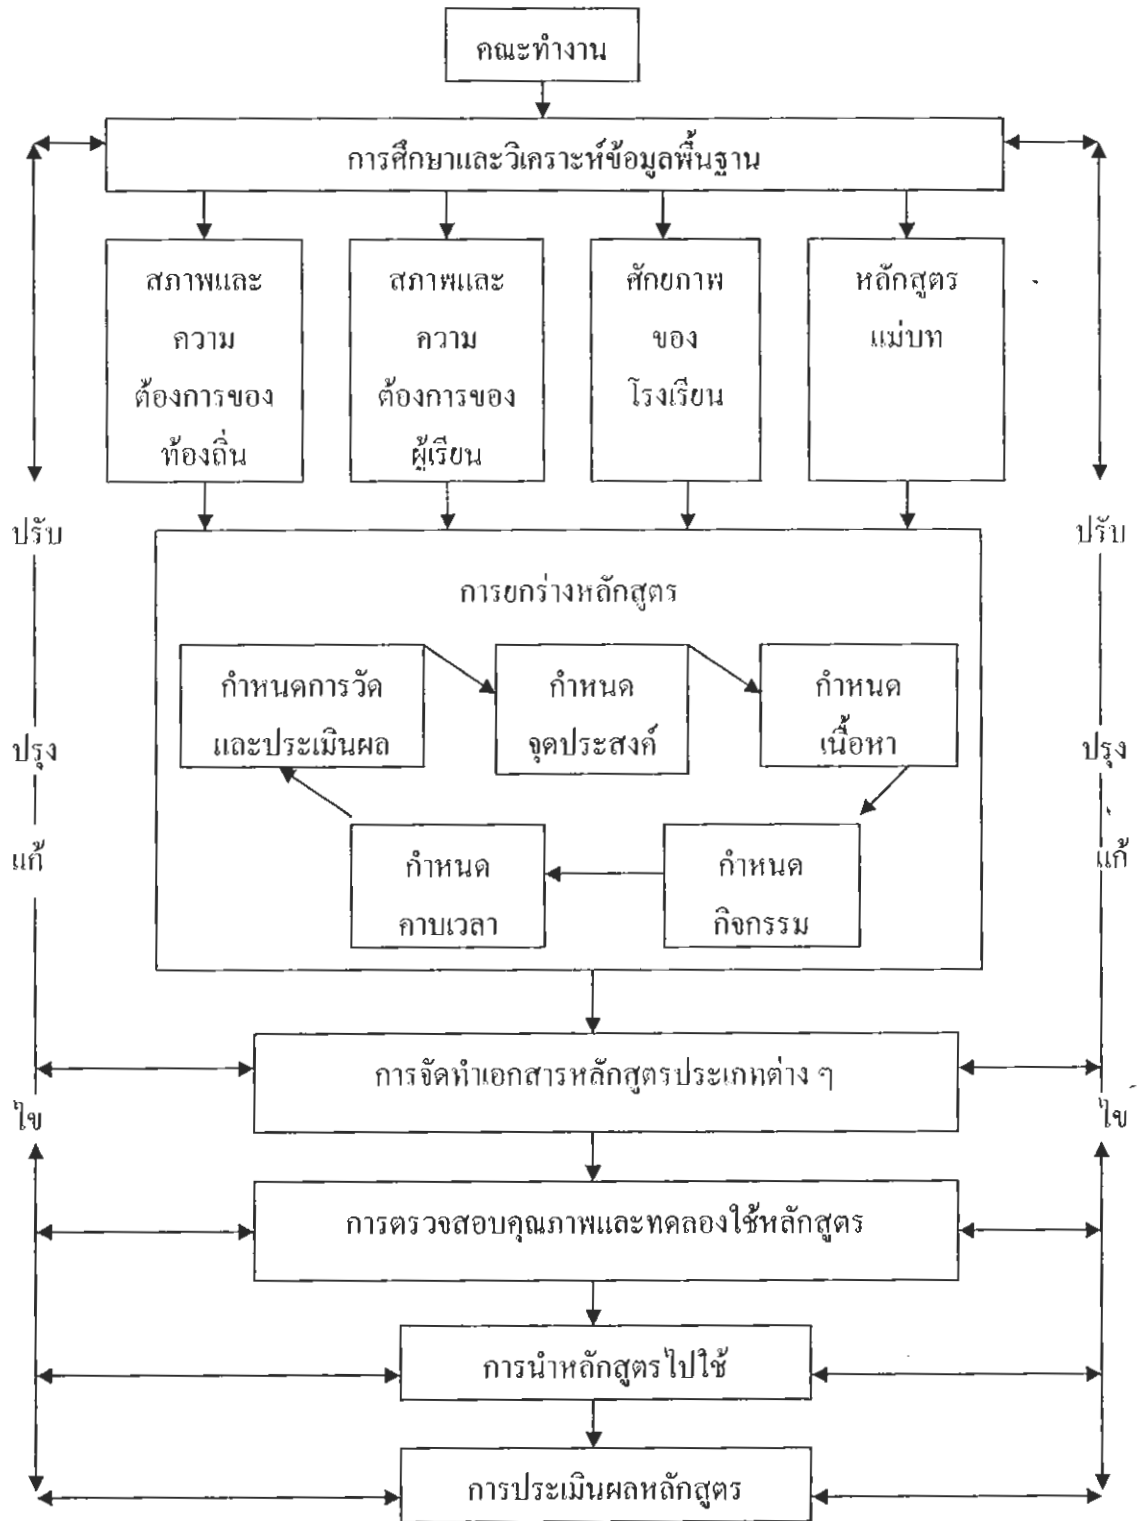 คณะทำงาน
การศึกษาและวิเคราะห์ข้อมูลพื้นฐาน
สภาพและ
ความ
ต้องการของ
ท้องถิ่น
สภาพและ
ความ
ต้องการของ
ผู้เรียน
ศักยภาพ
ของ
โรงเรียน
หลักสูตร
แม่บท
ปรับ
ปรุง
แก้
ไข
ปรับ
ปรุง
แก้
ไข
การยกร่างหลักสูตร
กำหนดการวัด
และประเมินผล
กำหนด
จุดประสงค์
กำหนด
เนื้อหา
กำหนด
คาบเวลา
กำหนด
กิจกรรม
การจัดทำเอกสารหลักสูตรประเภทต่าง ๆ
การตรวจสอบคุณภาพและทดลองใช้หลักสูตร
การนำหลักสูตรไปใช้
การประเมินผลหลักสูตร